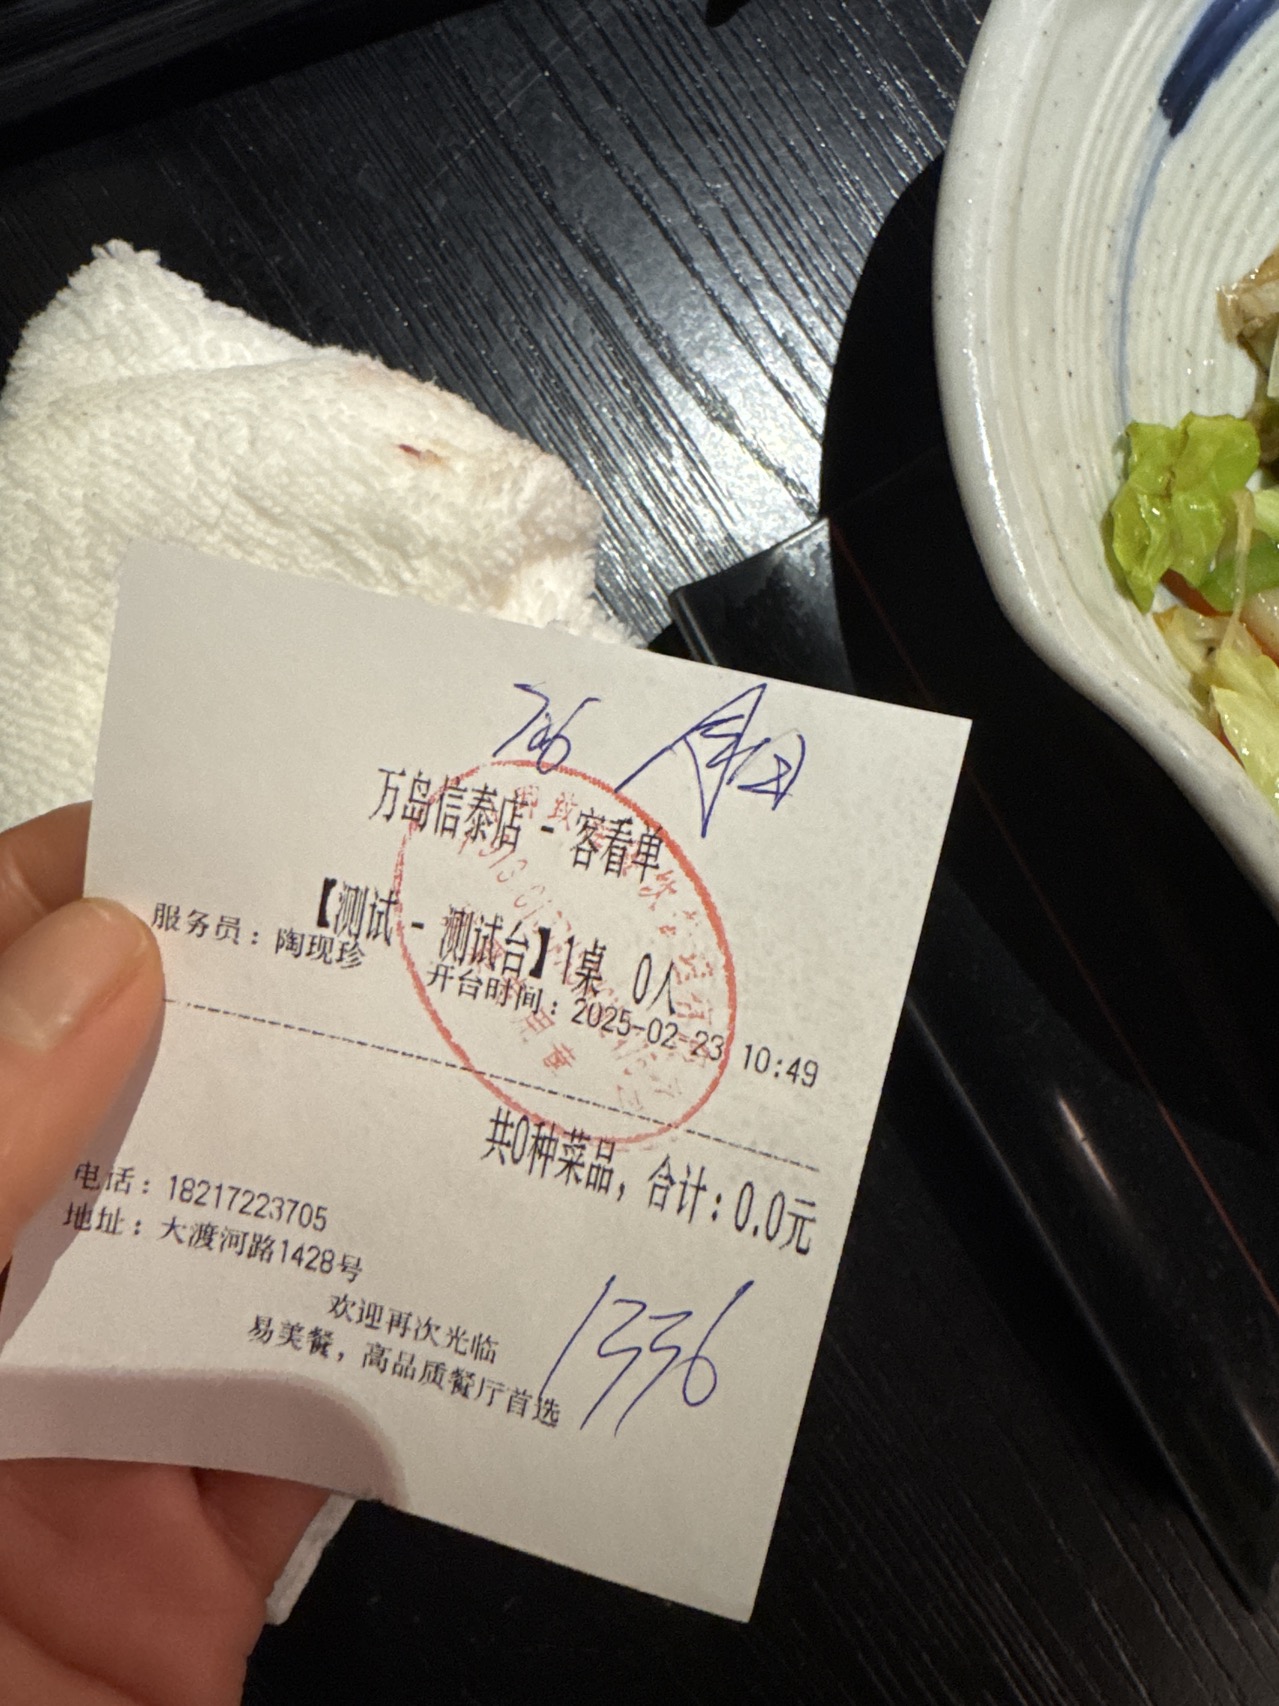 706
万岛信泰店 - 客看单
【测试 - 测试台】1桌 0人
服务员：陶现珍
开台时间：2025-02-23 10:49
共0种菜品，合计：0.0元
电话：18217223705
地址：大渡河路1428号
欢迎再次光临
易美餐，高品质餐厅首选
1336